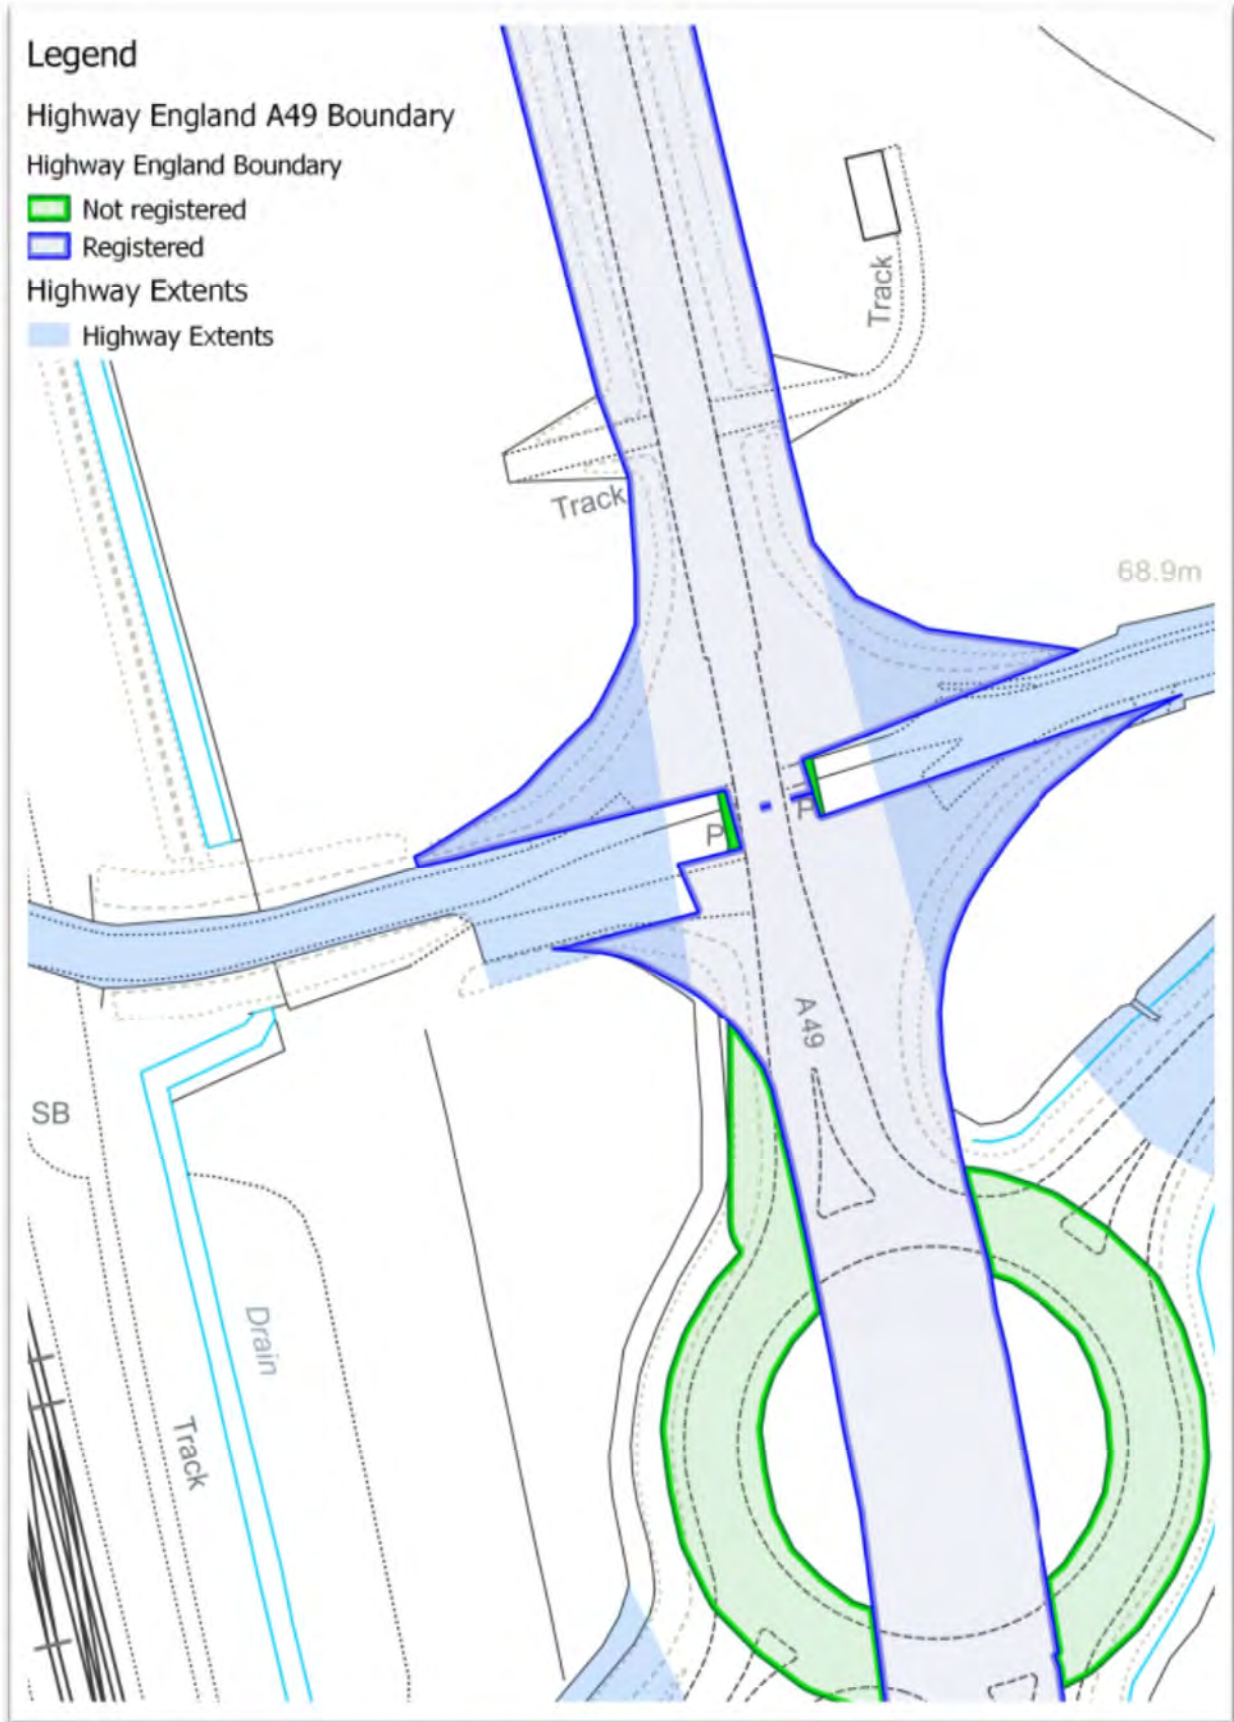 Legend
Highway England A49 Boundary
Highway England Boundary
Not registered
Registered
Highway Extents
Highway Extents
Track
Track
68.9m
P
P
A49
SB
Drain
Track